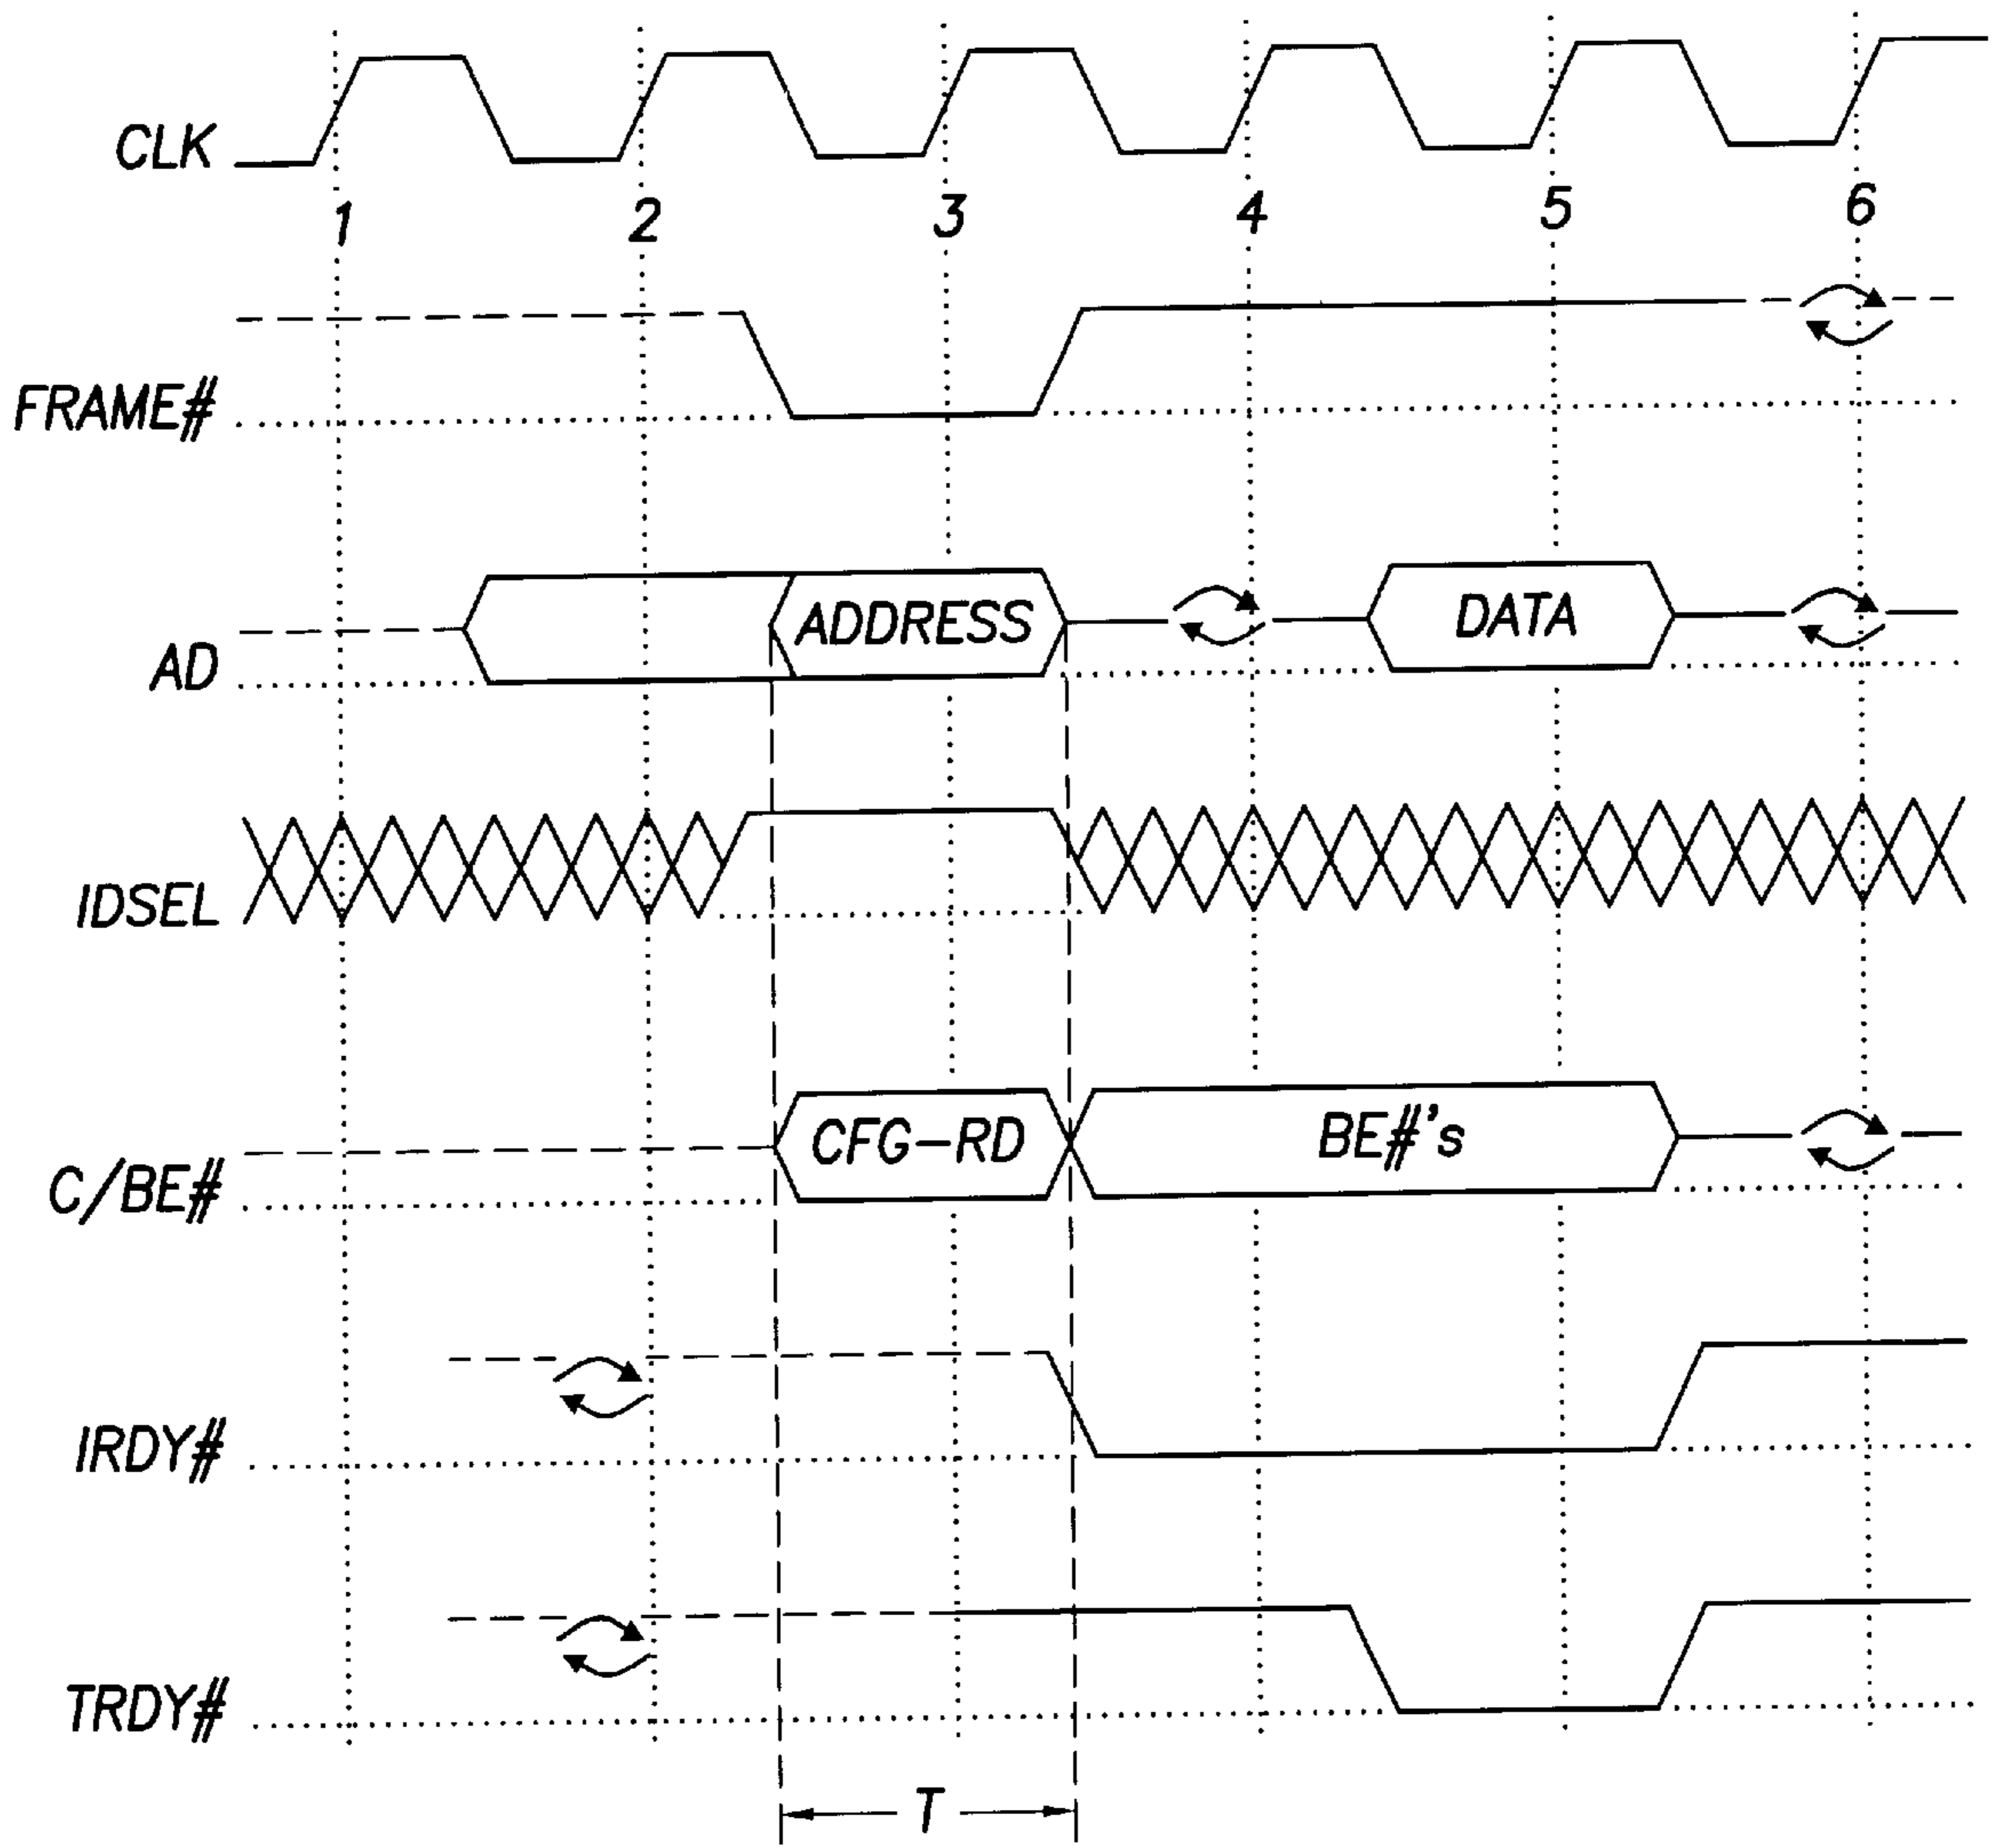 CLK
1 2 3 4 5 6
FRAME#
AD
ADDRESS
DATA
IDSEL
C/BE#
CFG-RD
BE#'s
IRDY#
TRDY#
T